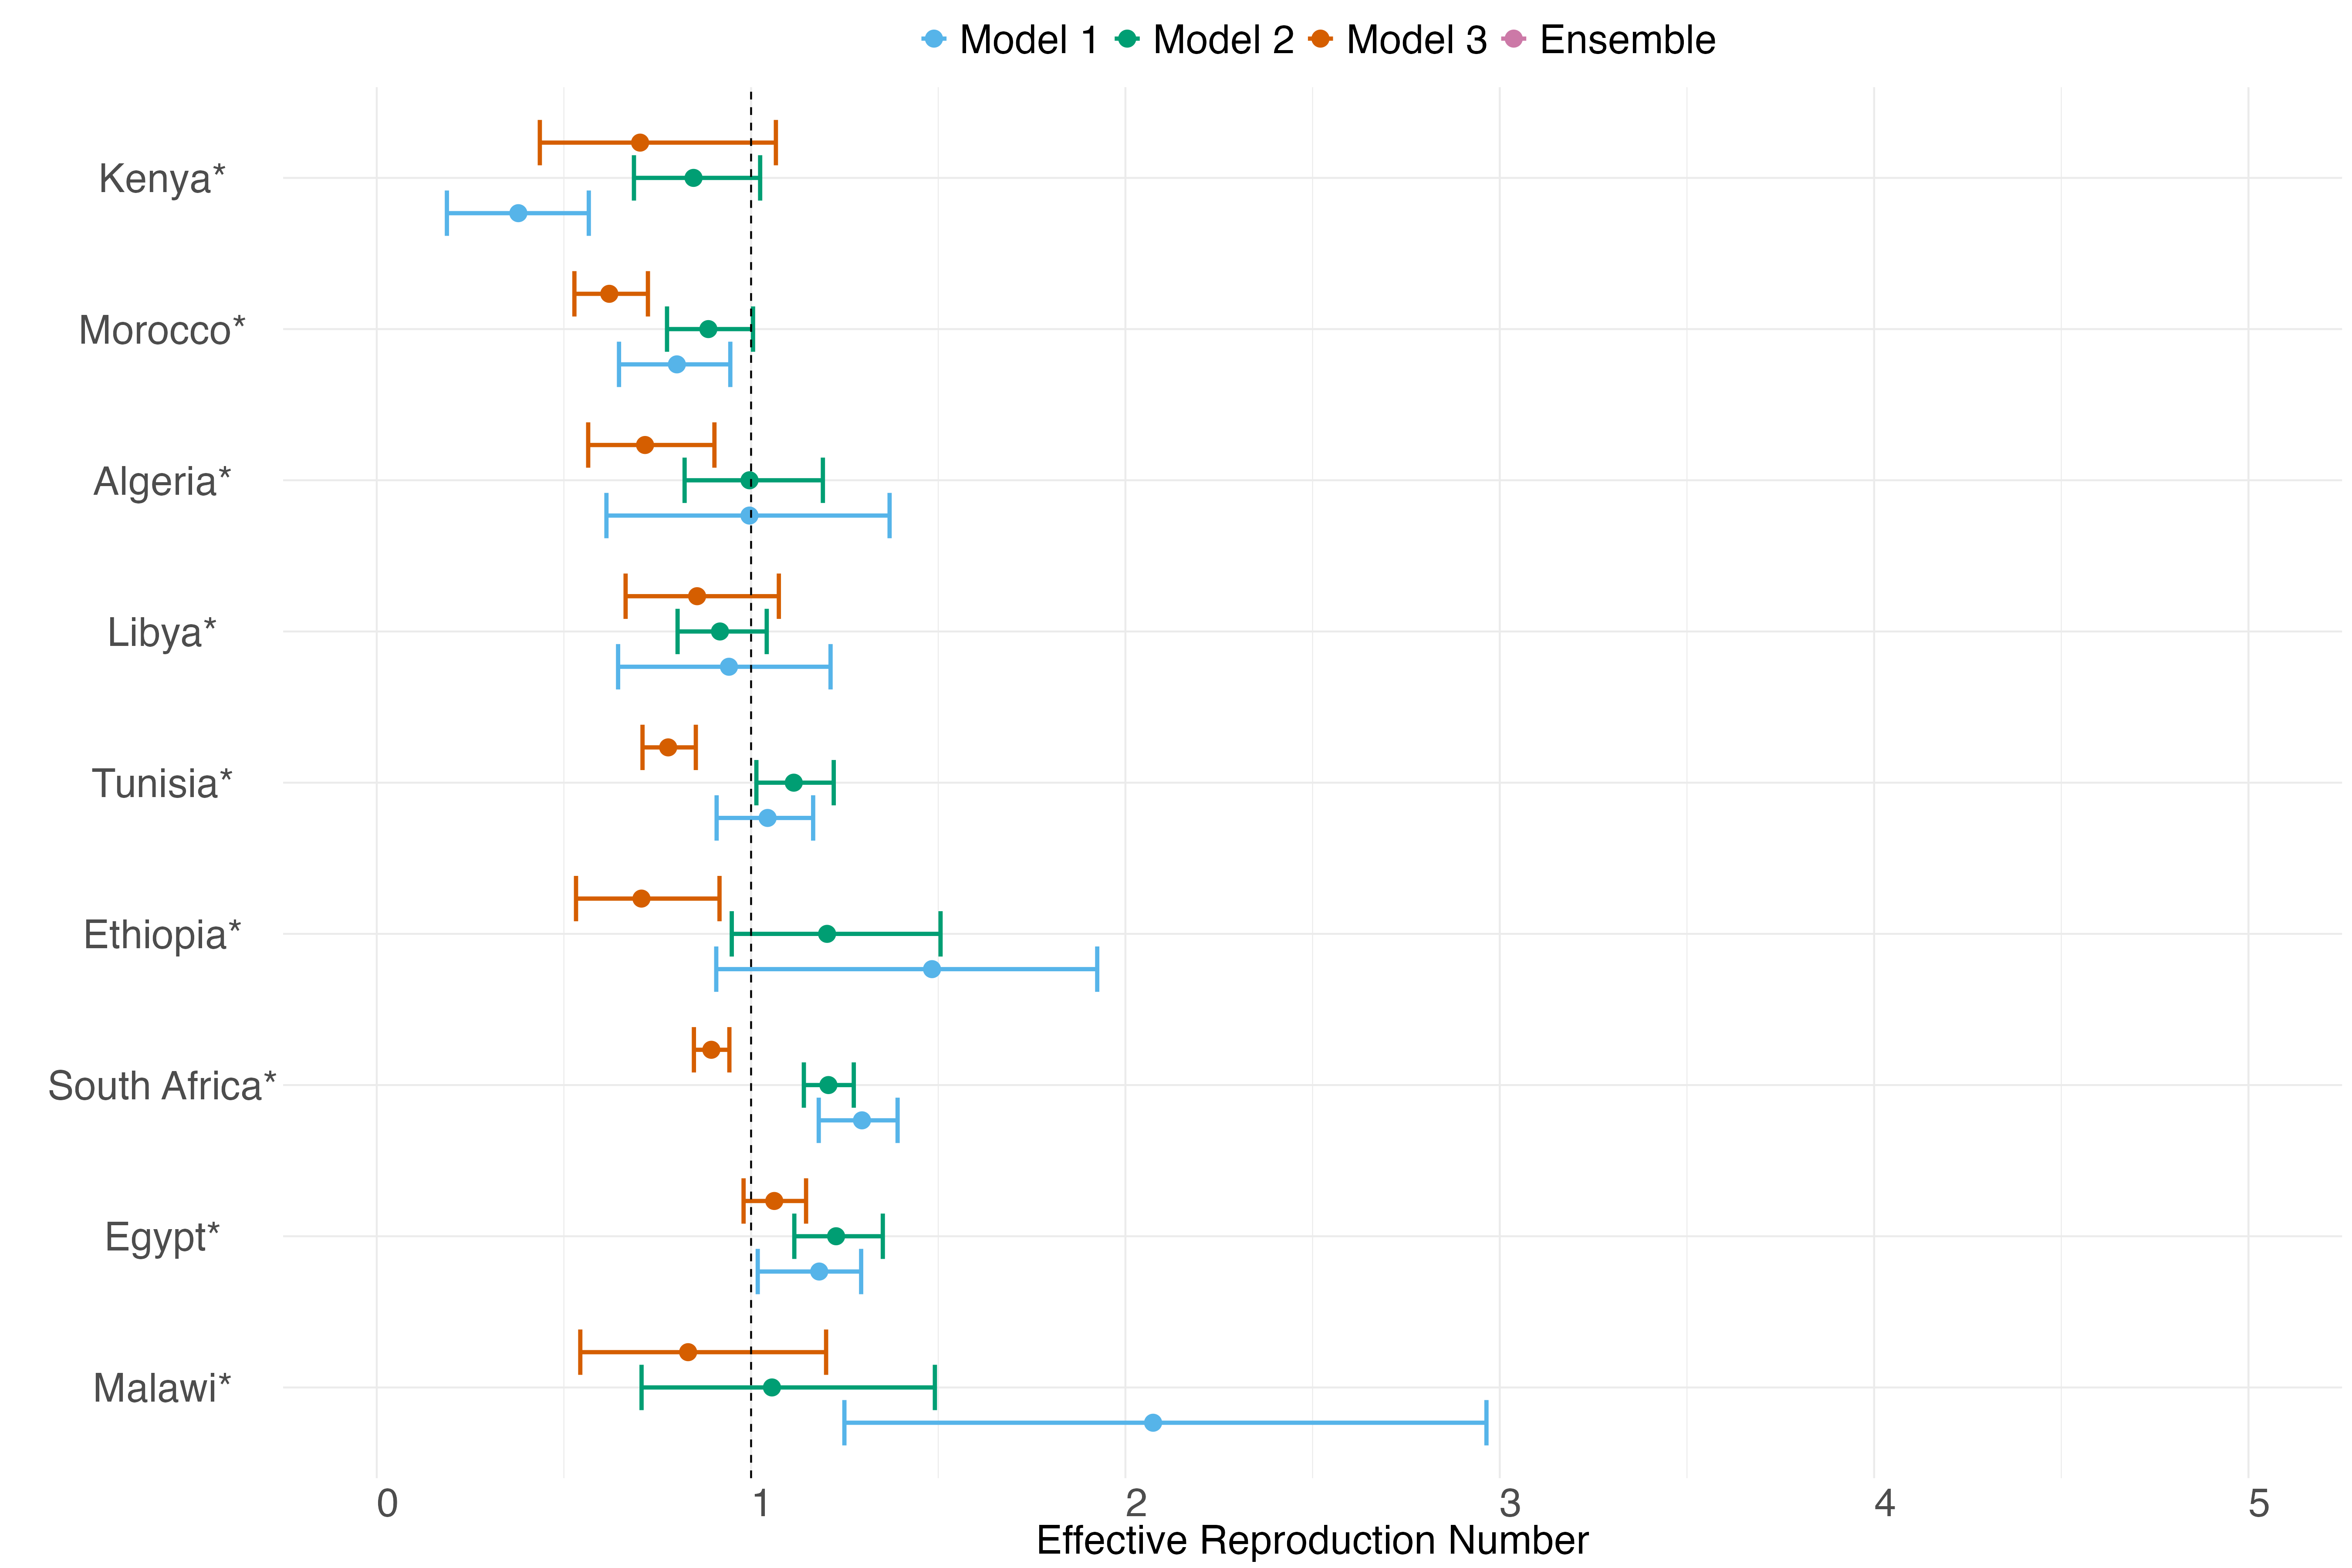 Model 1 Model 2 Model 3 Ensemble
Kenya*
Morocco*
Algeria*
Libya*
Tunisia*
Ethiopia*
South Africa*
Egypt*
Malawi*
0 1 2 3 4 5
Effective Reproduction Number